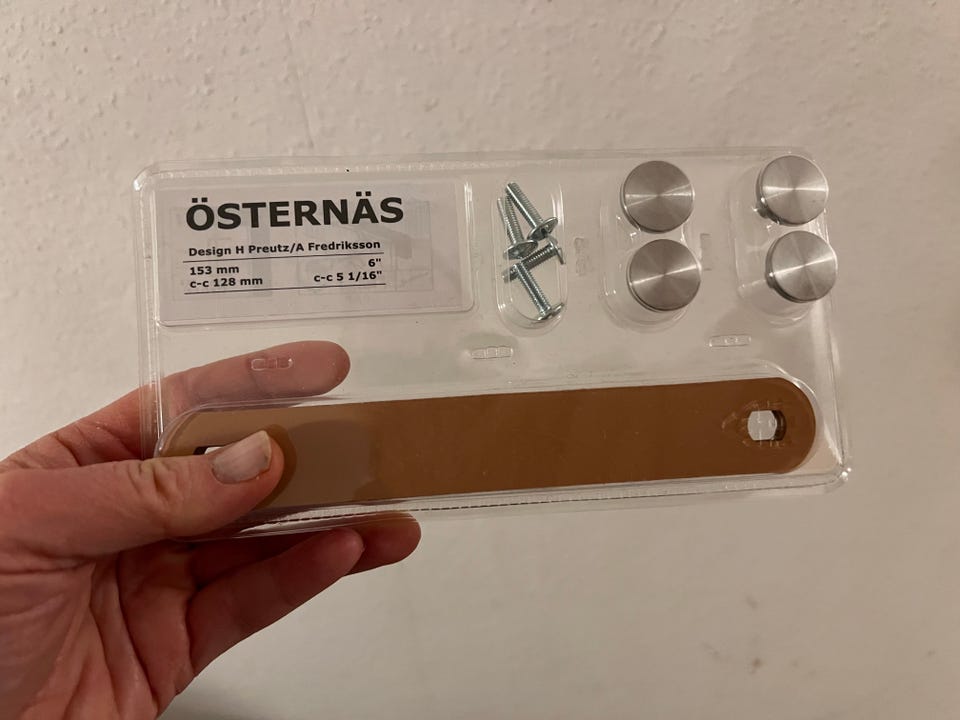 ÖSTERNÄS
Design H Preutz/A Fredriksson
153 mm 6"
c-c 128 mm c-c 5 1/16"